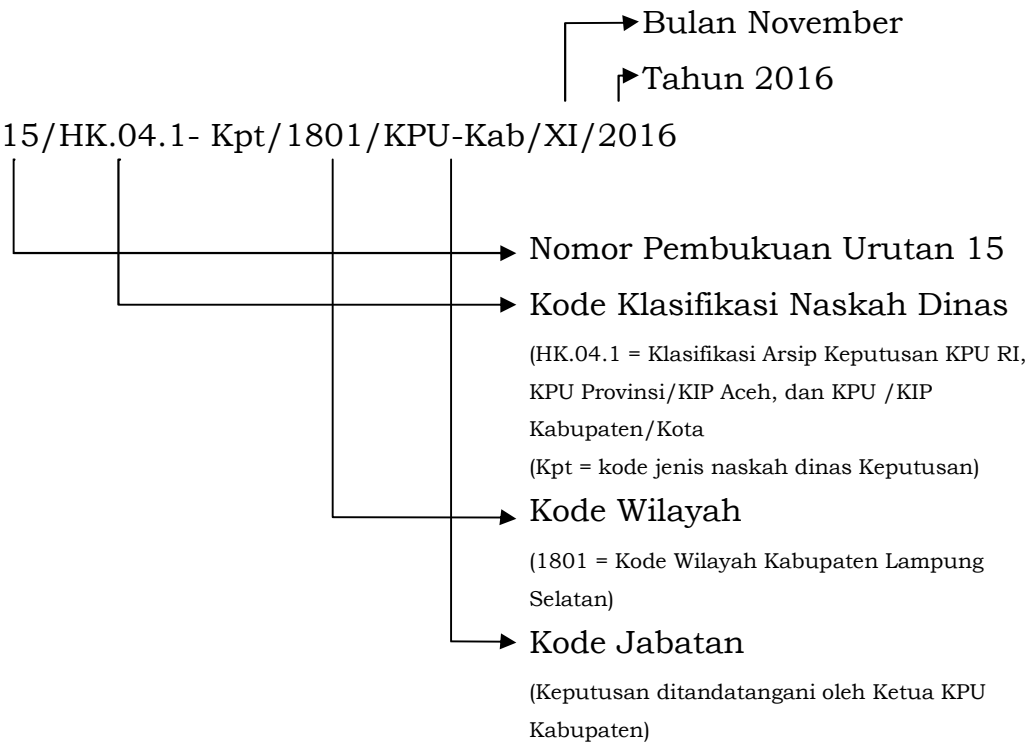 Bulan November
Tahun 2016
15/HK.04.1- Kpt/1801/KPU-Kab/XI/2016
Nomor Pembukuan Urutan 15
Kode Klasifikasi Naskah Dinas
(HK.04.1 = Klasifikasi Arsip Keputusan KPU RI,
KPU Provinsi/KIP Aceh, dan KPU /KIP
Kabupaten/Kota
(Kpt = kode jenis naskah dinas Keputusan)
Kode Wilayah
(1801 = Kode Wilayah Kabupaten Lampung
Selatan)
Kode Jabatan
(Keputusan ditandatangani oleh Ketua KPU
Kabupaten)